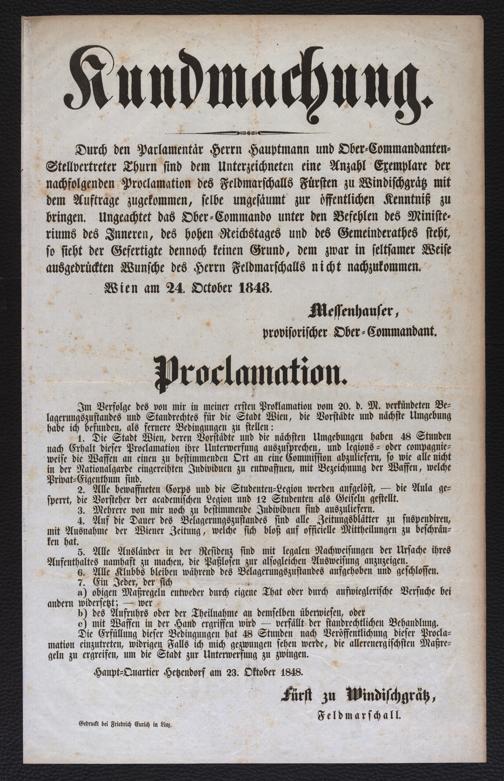 Kundmachung.
Durch den Parlamentär Herrn Hauptmann und Ober-Commandanten-
Stellvertreter Thurn sind dem Unterzeichneten eine Anzahl Exemplare der
nachfolgenden Proclamation des Feldmarschalls Fürsten zu Windischgrätz mit
dem Auftrage zugekommen, selbe ungesäumt zur öffentlichen Kenntniß zu
bringen. Ungeachtet das Ober-Commando unter den Befehlen des Ministe-
riums des Inneren, des hohen Reichstages und des Gemeinderathes steht,
so sieht der Gefertigte dennoch keinen Grund, dem zwar in seltsamer Weise
ausgedrückten Wunsche des Herrn Feldmarschalls nicht nachzukommen.
Wien am 24. October 1848.
Messenhauser,
provisorischer Ober-Commandant.
Proclamation.
Im Verfolge des von mir in meiner ersten Proklamation vom 20. d. M. verkündeten Be-
lagerungszustandes und Standrechtes für die Stadt Wien, die Vorstädte und nächste Umgebung
habe ich befunden, als fernere Bedingungen zu stellen:
1. Die Stadt Wien, deren Vorstädte und die nächsten Umgebungen haben 48 Stunden
nach Erhalt dieser Proclamation ihre Unterwerfung auszusprechen, und legions- oder compagnie-
weise die Waffen an einen zu bestimmenden Ort an eine Commission abzuliefern, so wie alle nicht
in der Nationalgarde eingereihten Individuen zu entwaffnen, mit Bezeichnung der Waffen, welche
Privat-Eigenthum sind.
2. Alle bewaffneten Corps und die Studenten-Legion werden aufgelöst, — die Aula ge-
sperrt, die Vorsteher der academischen Legion und 12 Studenten als Geiseln gestellt.
3. Mehrere von mir noch zu bestimmende Individuen sind auszuliefern.
4. Auf die Dauer des Belagerungszustandes sind alle Zeitungsblätter zu suspendiren,
mit Ausnahme der Wiener Zeitung, welche sich bloß auf officielle Mittheilungen zu beschrän-
ken hat.
5. Alle Ausländer in der Residenz sind mit legalen Nachweisungen der Ursache ihres
Aufenthaltes namhaft zu machen, die Paßlosen zur alsogleichen Ausweisung anzuzeigen.
6. Alle Klubbs bleiben während des Belagerungszustandes aufgehoben und geschlossen.
7. Ein Jeder, der sich
a) obigen Maßregeln entweder durch eigene That oder durch aufwieglerische Versuche bei
andern widersetzt; — wer
b) des Aufruhrs oder der Theilnahme an demselben überwiesen, oder
c) mit Waffen in der Hand ergriffen wird — verfällt der standrechtlichen Behandlung.
Die Erfüllung dieser Bedingungen hat 48 Stunden nach Veröffentlichung dieser Procla-
mation einzutreten, widrigen Falls ich mich gezwungen sehen werde, die allerenergischsten Maßre-
geln zu ergreifen, um die Stadt zur Unterwerfung zu zwingen.
Haupt-Quartier Hetzendorf am 23. Oktober 1848.
Fürst zu Windischgrätz,
Feldmarschall.
Gedruckt bei Friedrich Eurich in Linz.